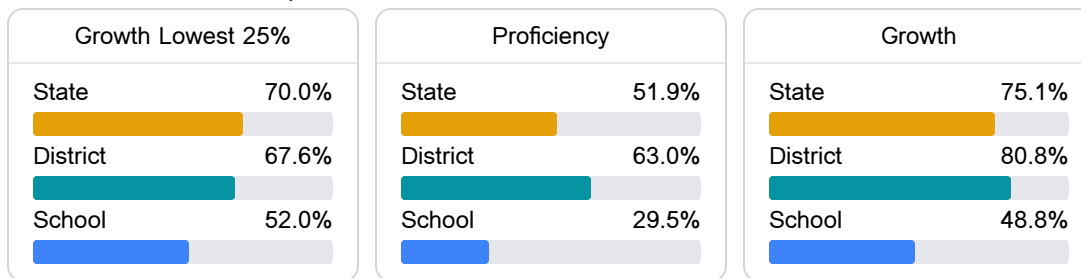 Growth Lowest 25%
State 70.0%
District 67.6%
School 52.0%
Proficiency
State 51.9%
District 63.0%
School 29.5%
Growth
State 75.1%
District 80.8%
School 48.8%